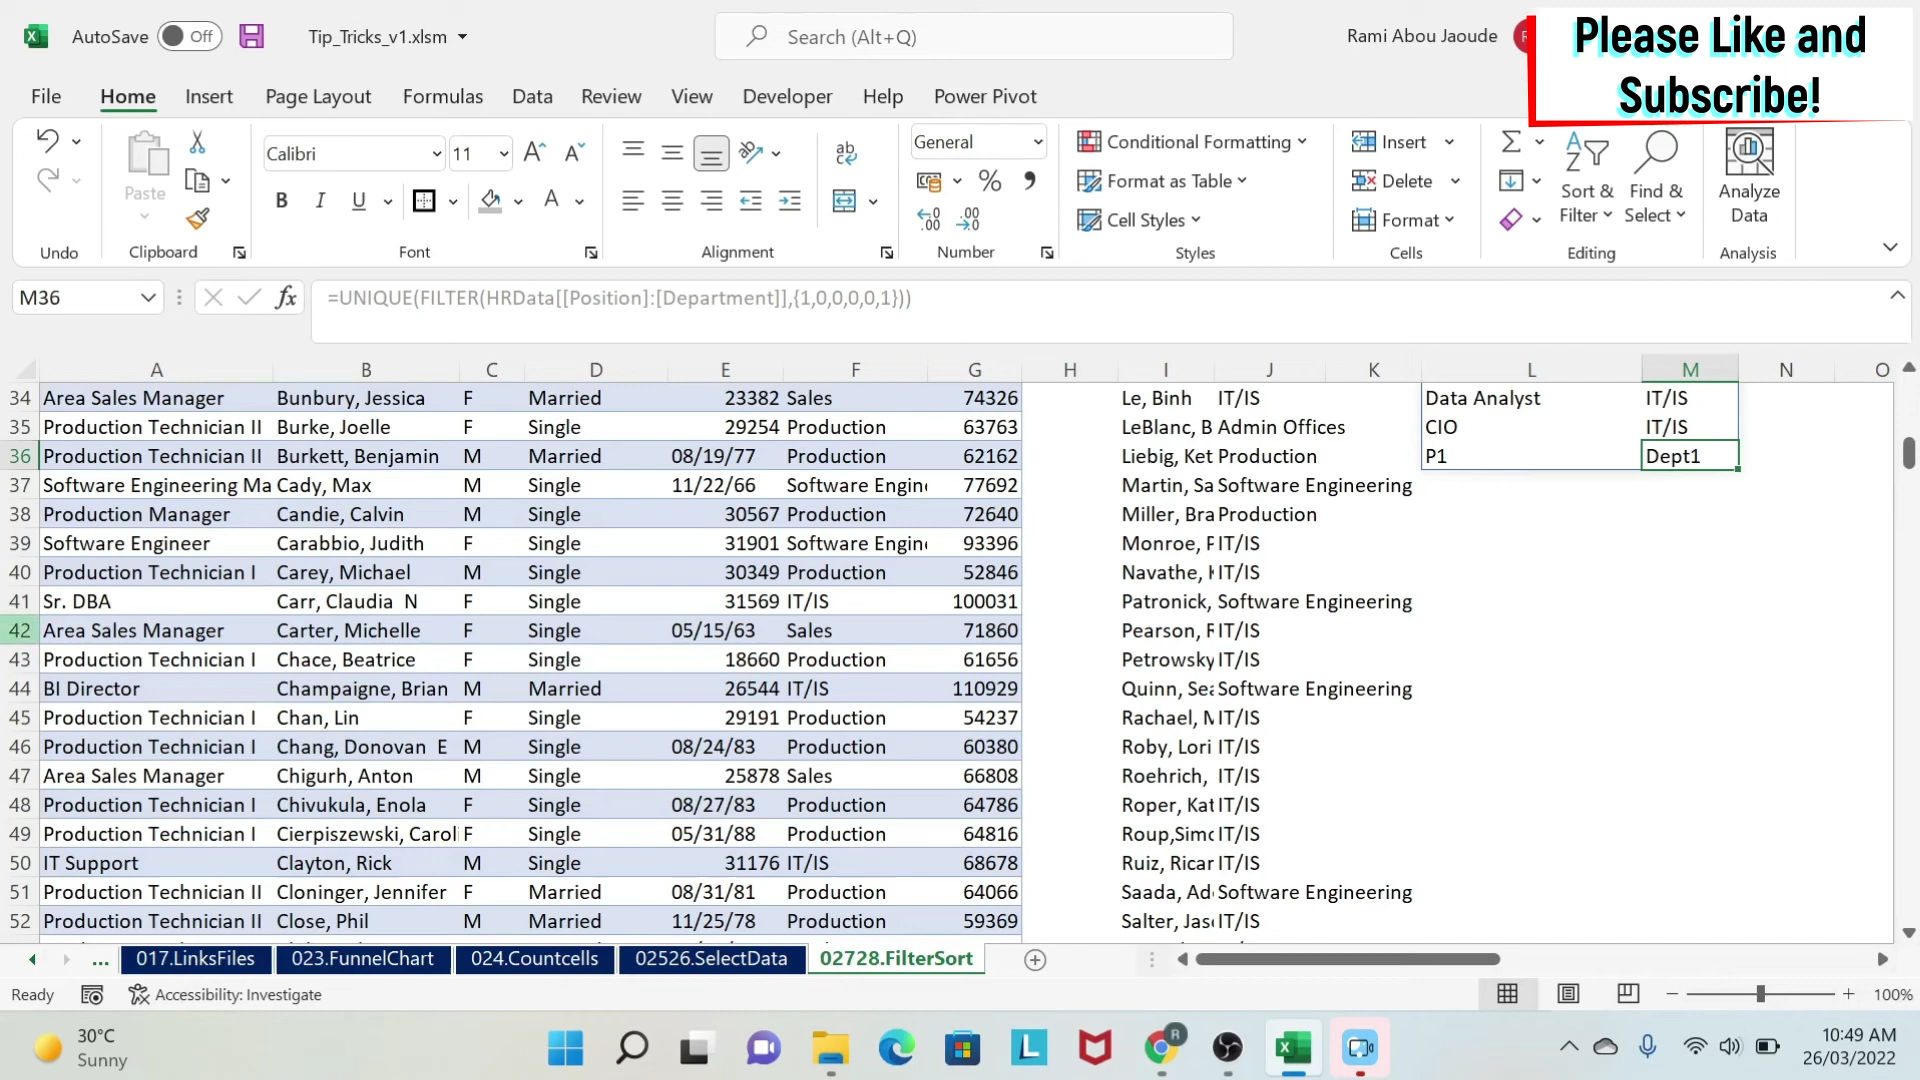 AutoSave Off Tip_Tricks_v1.xlsm Search (Alt+Q) Rami Abou Jaoude
Please Like and
Subscribe!
File Home Insert Page Layout Formulas Data Review View Developer Help Power Pivot
Calibri 11 General Conditional Formatting Insert
Paste Format as Table Delete Sort & Find & Analyze
B I U A Cell Styles Format Filter Select Data
Undo Clipboard Font Alignment Number Styles Cells Editing Analysis
M36 fx =UNIQUE(FILTER(HRData[[Position]:[Department]],{1,0,0,0,0,1}))
A B C D E F G H I J K L M N O
34 Area Sales Manager Bunbury, Jessica F Married 23382 Sales 74326 Le, Binh IT/IS Data Analyst IT/IS
35 Production Technician II Burke, Joelle F Single 29254 Production 63763 LeBlanc, B Admin Offices CIO IT/IS
36 Production Technician II Burkett, Benjamin M Married 08/19/77 Production 62162 Liebig, Ket Production P1 Dept1
37 Software Engineering Ma Cady, Max M Single 11/22/66 Software Engin 77692 Martin, Sa Software Engineering
38 Production Manager Candie, Calvin M Single 30567 Production 72640 Miller, Bra Production
39 Software Engineer Carabbio, Judith F Single 31901 Software Engin 93396 Monroe, P IT/IS
40 Production Technician I Carey, Michael M Single 30349 Production 52846 Navathe, K IT/IS
41 Sr. DBA Carr, Claudia N F Single 31569 IT/IS 100031 Patronick, Software Engineering
42 Area Sales Manager Carter, Michelle F Single 05/15/63 Sales 71860 Pearson, R IT/IS
43 Production Technician I Chace, Beatrice F Single 18660 Production 61656 Petrowsky IT/IS
44 BI Director Champaigne, Brian M Married 26544 IT/IS 110929 Quinn, Sea Software Engineering
45 Production Technician I Chan, Lin F Single 29191 Production 54237 Rachael, M IT/IS
46 Production Technician I Chang, Donovan E M Single 08/24/83 Production 60380 Roby, Lori IT/IS
47 Area Sales Manager Chigurh, Anton M Single 25878 Sales 66808 Roehrich, IT/IS
48 Production Technician I Chivukula, Enola F Single 08/27/83 Production 64786 Roper, Kat IT/IS
49 Production Technician I Cierpiszewski, Carol F Single 05/31/88 Production 64816 Roup,Simo IT/IS
50 IT Support Clayton, Rick M Single 31176 IT/IS 68678 Ruiz, Ricar IT/IS
51 Production Technician II Cloninger, Jennifer F Married 08/31/81 Production 64066 Saada, Ad Software Engineering
52 Production Technician II Close, Phil M Married 11/25/78 Production 59369 Salter, Jas IT/IS
... 017.LinksFiles 023.FunnelChart 024.Countcells 02526.SelectData 02728.FilterSort
Ready Accessibility: Investigate 100%
30°C
Sunny
10:49 AM
26/03/2022